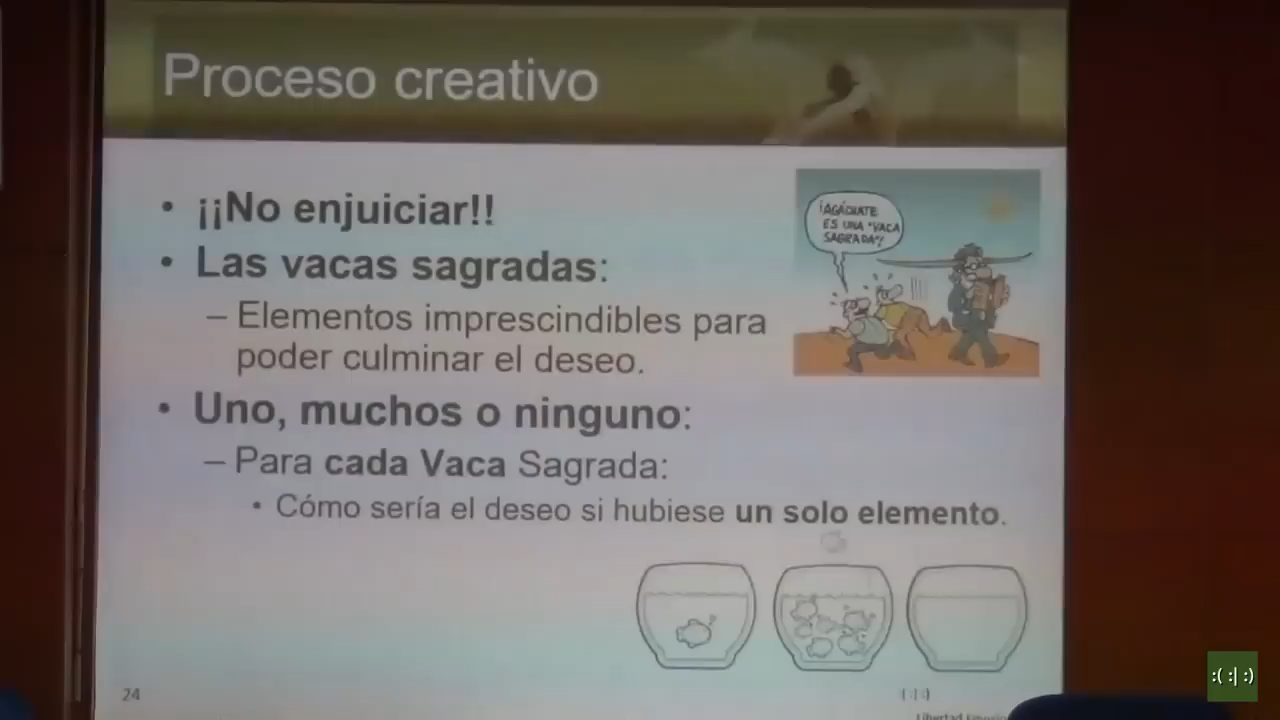 Proceso creativo
• ¡¡No enjuiciar!!
• Las vacas sagradas:
– Elementos imprescindibles para
poder culminar el deseo.
¡AGÁCHATE
ES UNA "VACA
SAGRADA"!
• Uno, muchos o ninguno:
– Para cada Vaca Sagrada:
• Cómo sería el deseo si hubiese un solo elemento.
24
:( :| :)